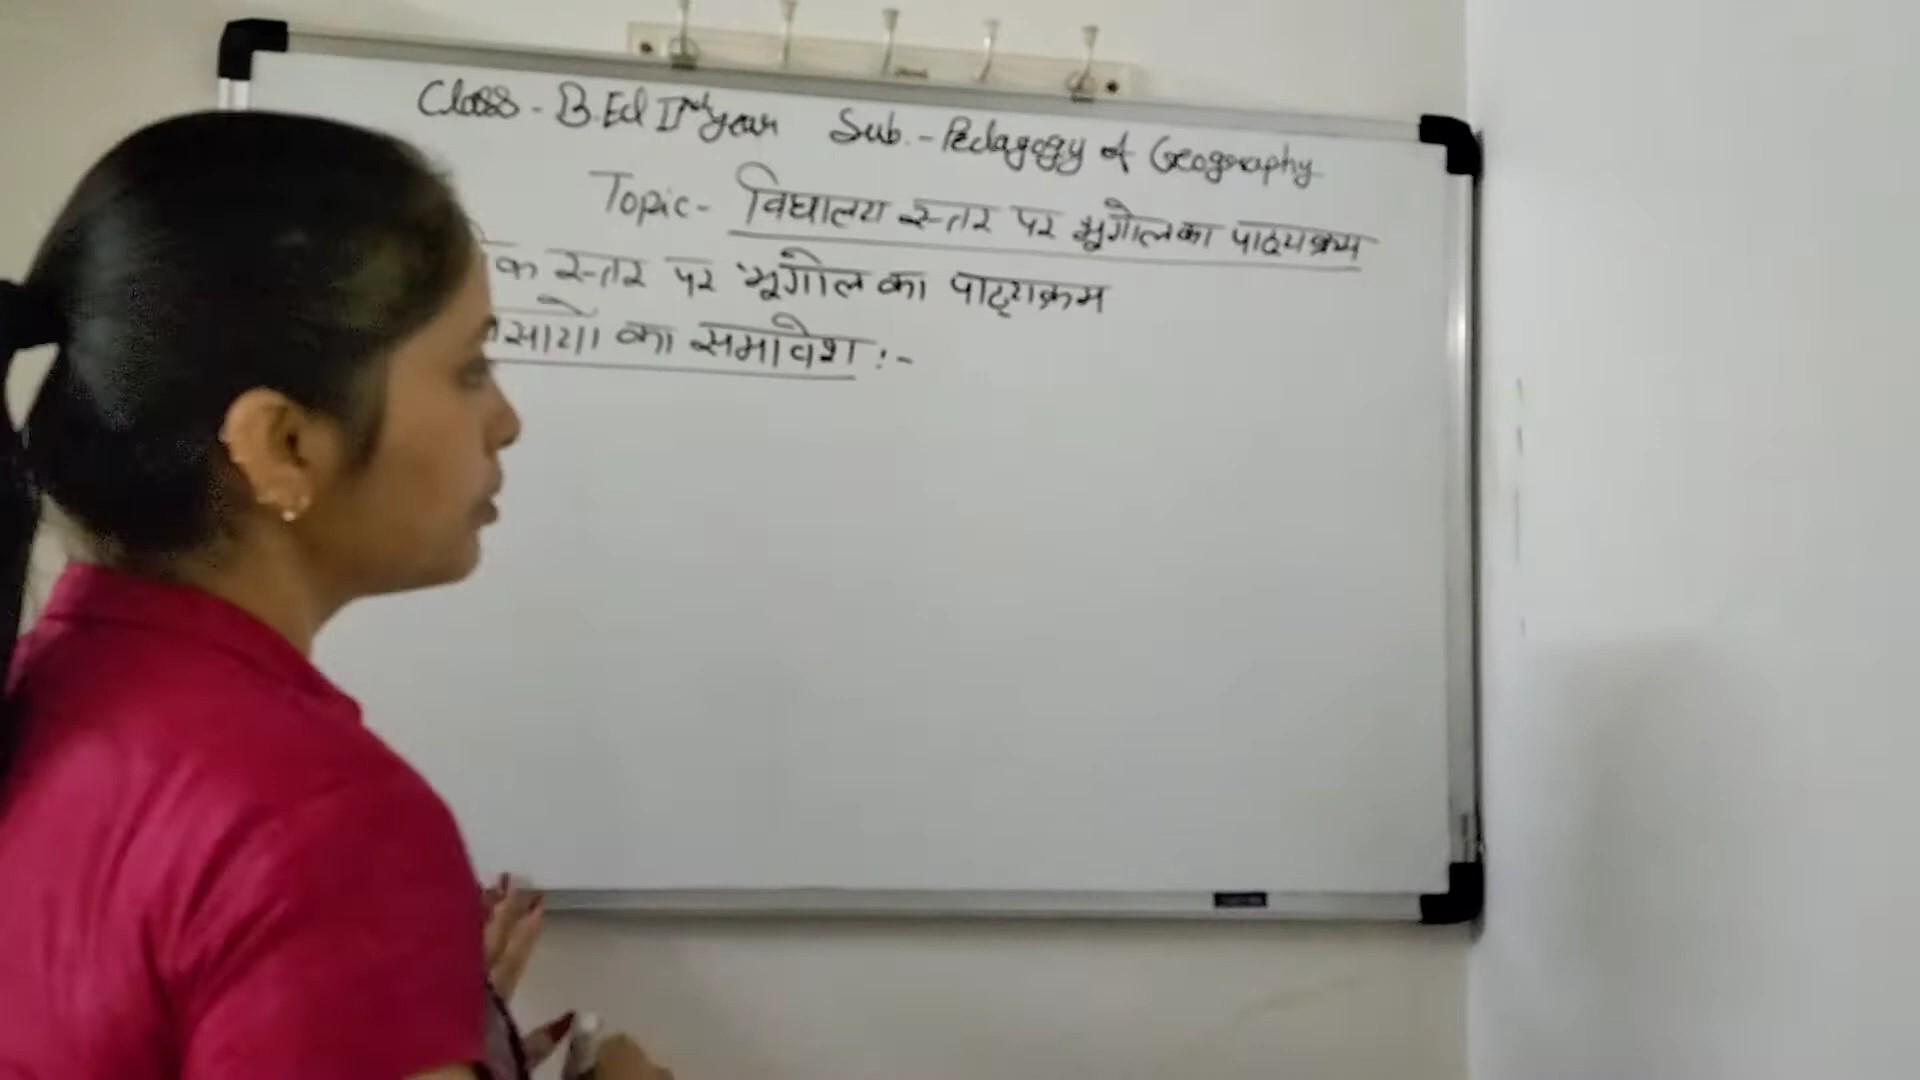 Class - B.Ed IInd year Sub. - Pedagogy of Geography
Topic - विद्यालय स्तर पर भूगोल का पाठ्यक्रम
स्तर पर भूगोल का पाठ्यक्रम
का समावेश :-